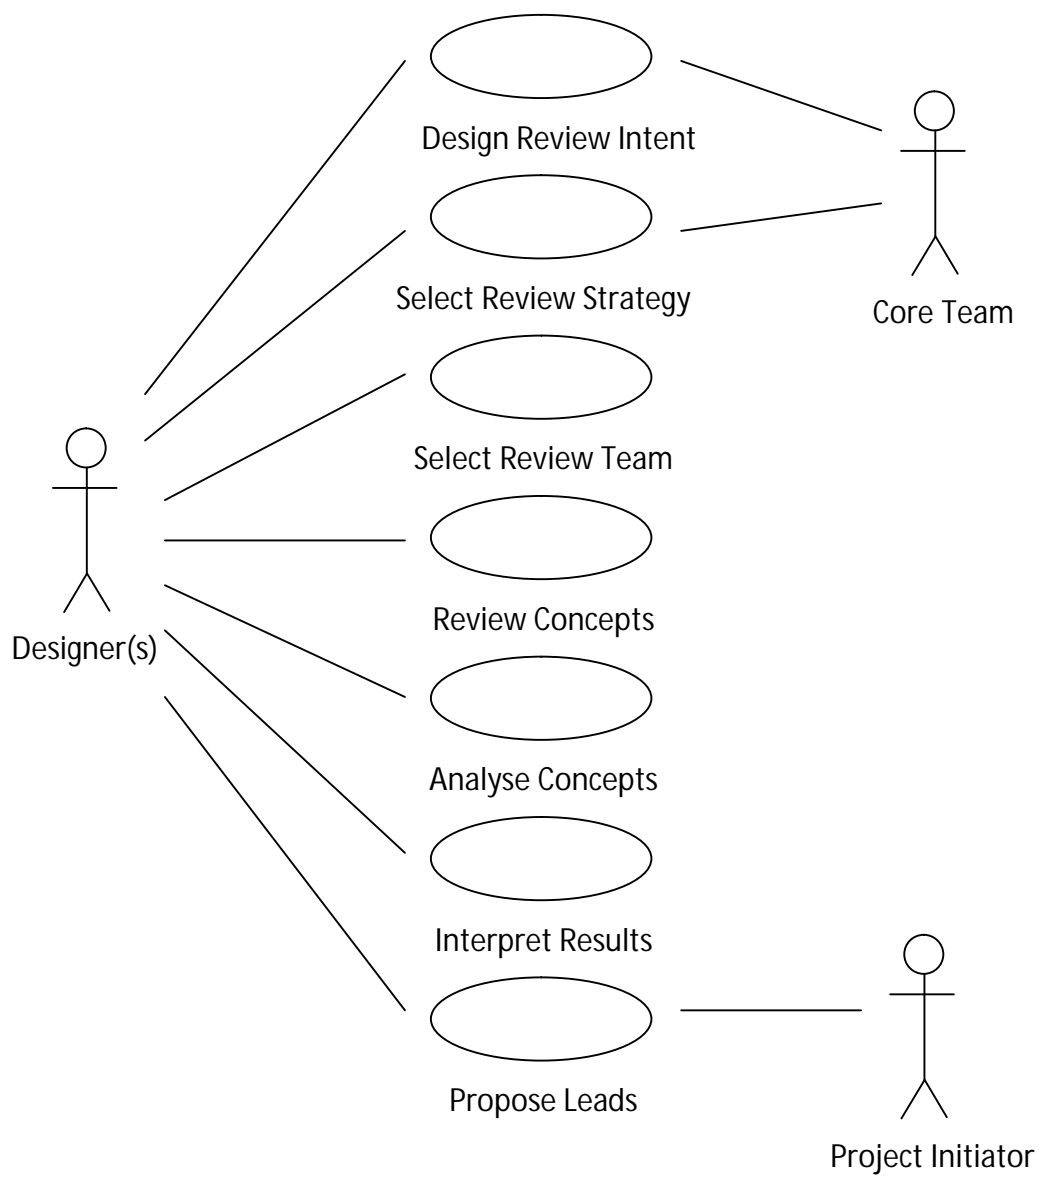 Design Review Intent
Select Review Strategy
Core Team
Select Review Team
Review Concepts
Designer(s)
Analyse Concepts
Interpret Results
Propose Leads
Project Initiator